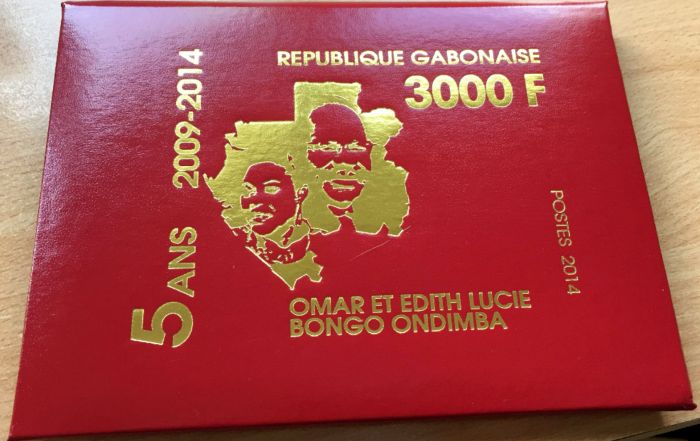 REPUBLIQUE GABONAISE
3000 F
5 ANS 2009-2014
POSTES 2014
OMAR ET EDITH LUCIE
BONGO ONDIMBA